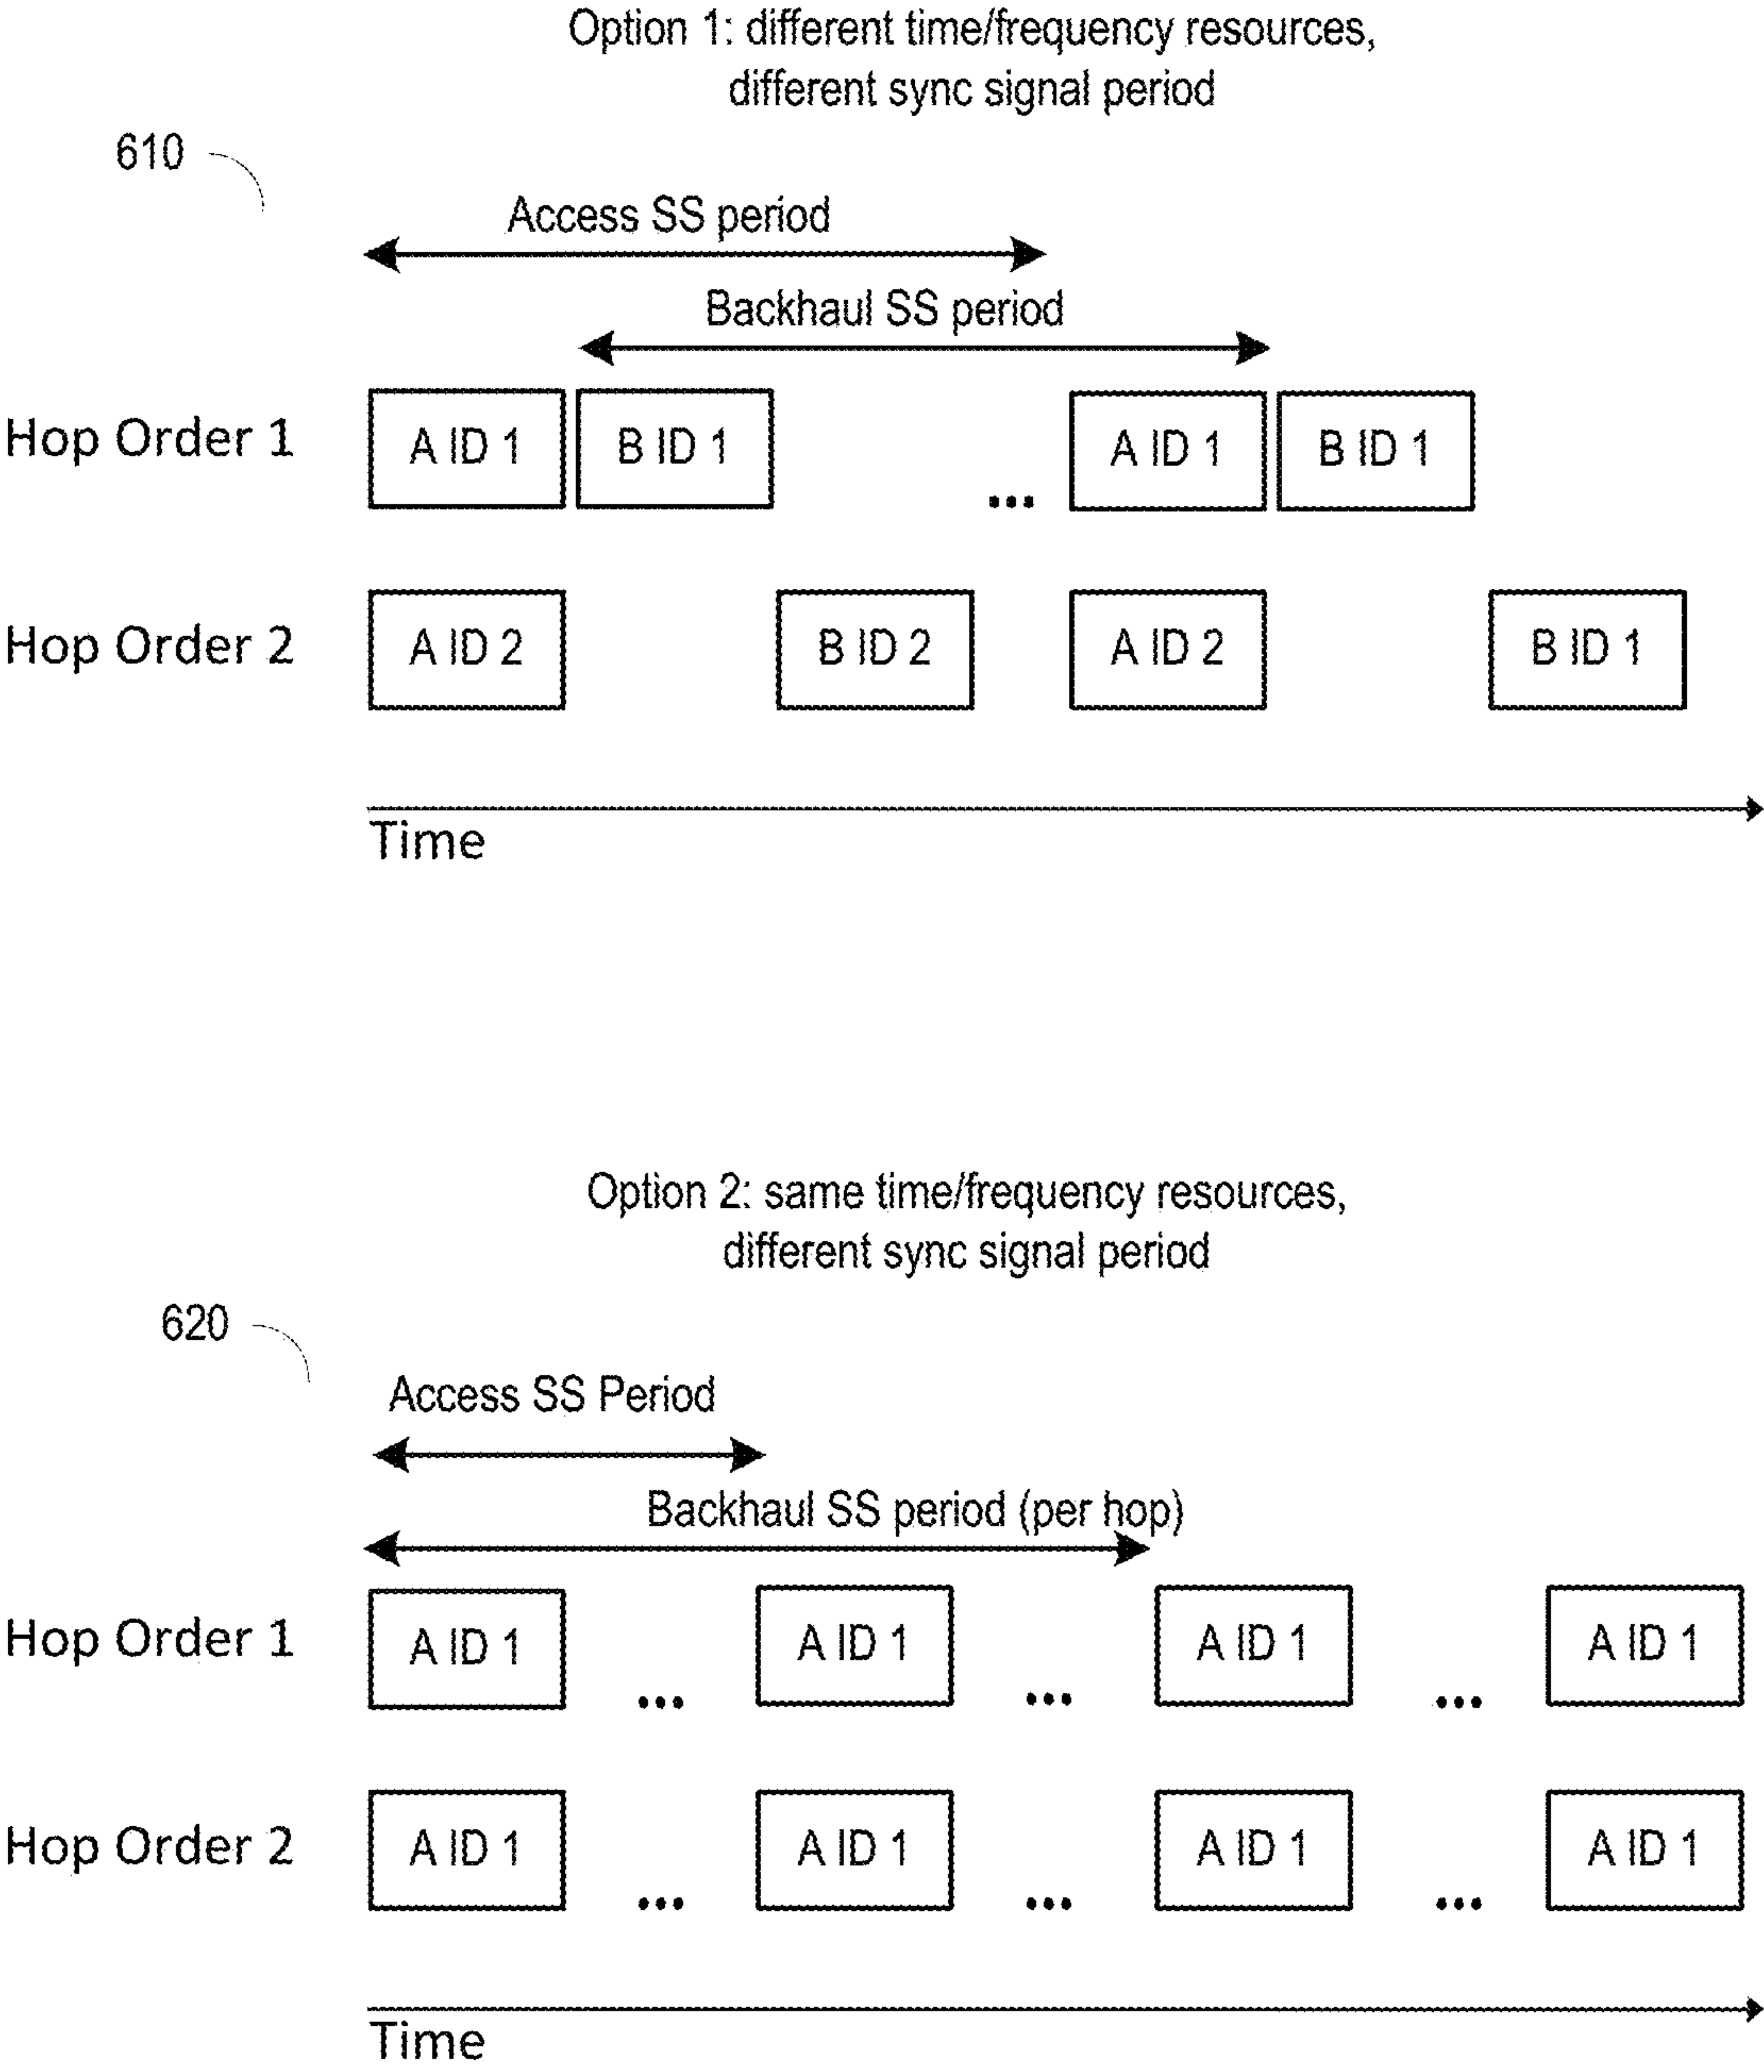 Option 1: different time/frequency resources,
different sync signal period
610
Access SS period
Backhaul SS period
Hop Order 1 A ID 1 B ID 1 ... A ID 1 B ID 1
Hop Order 2 A ID 2 B ID 2 A ID 2 B ID 1
Time
Option 2: same time/frequency resources,
different sync signal period
620
Access SS Period
Backhaul SS period (per hop)
Hop Order 1 A ID 1 ... A ID 1 ... A ID 1 ... A ID 1
Hop Order 2 A ID 1 ... A ID 1 ... A ID 1 ... A ID 1
Time